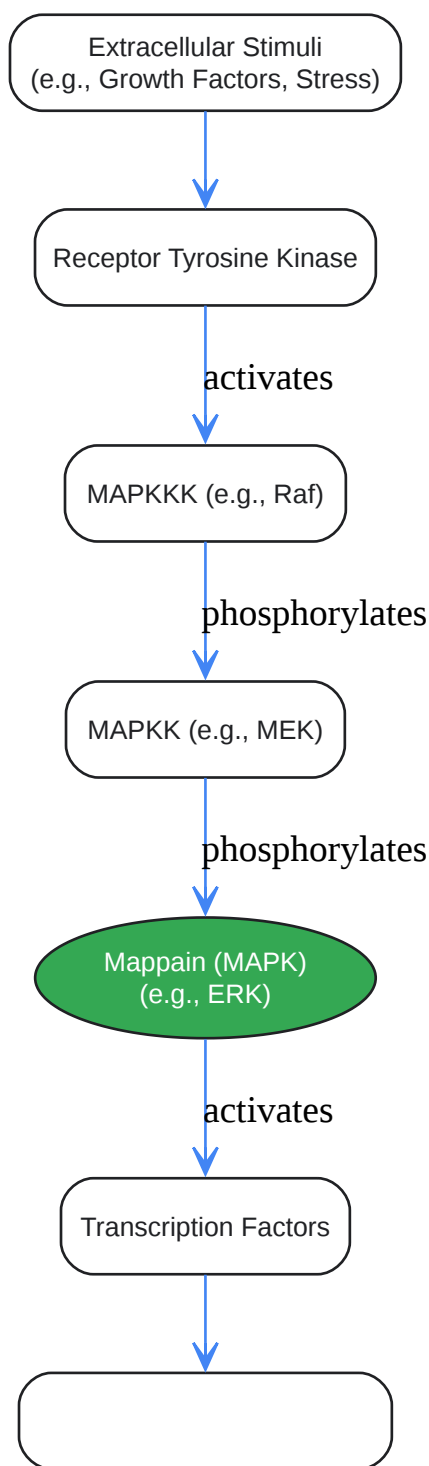 Extracellular Stimuli
(e.g., Growth Factors, Stress)
Receptor Tyrosine Kinase
activates
MAPKKK (e.g., Raf)
phosphorylates
MAPKK (e.g., MEK)
phosphorylates
Mappain (MAPK)
(e.g., ERK)
activates
Transcription Factors